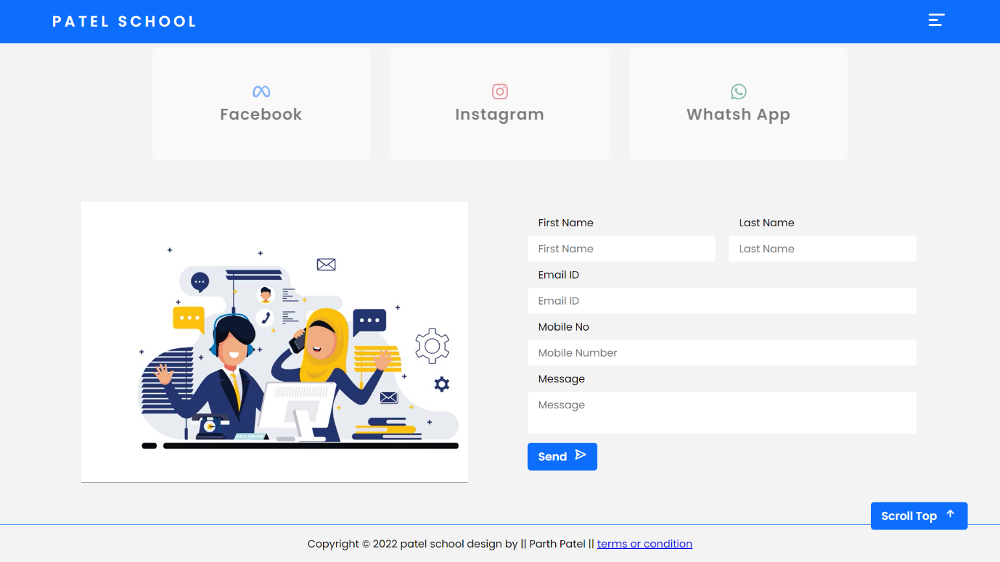 PATEL SCHOOL
Facebook
Instagram
Whatsh App
First Name
Last Name
First Name
Last Name
Email ID
Email ID
Mobile No
Mobile Number
Message
Message
CALL CENTER
Send
Scroll Top
Copyright © 2022 patel school design by || Parth Patel || terms or condition